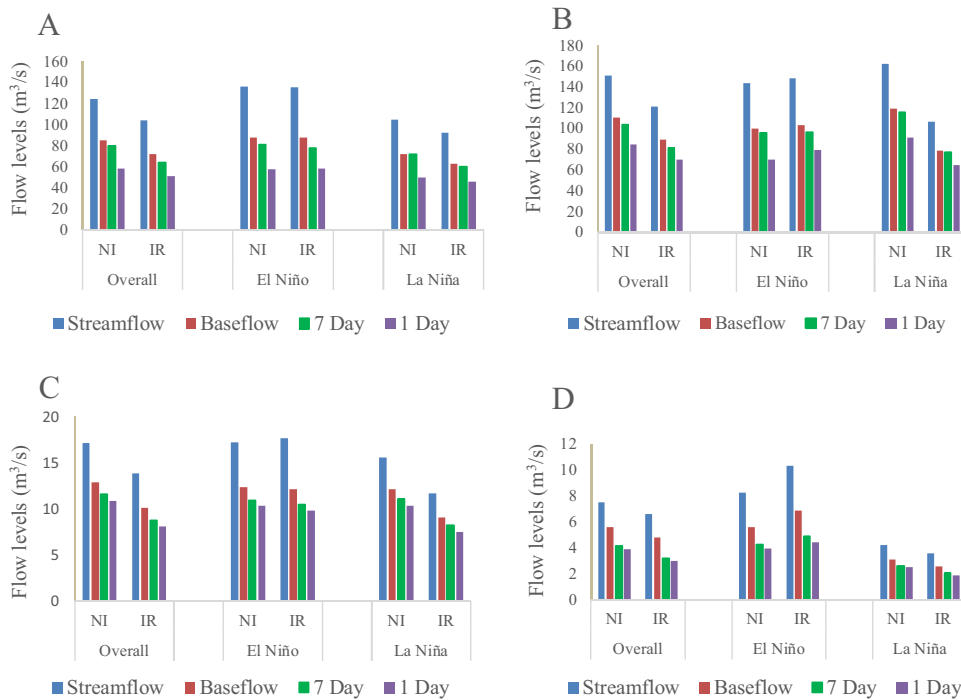 A
Flow levels (m³/s)
160
140
120
100
80
60
40
20
0
NI IR NI IR NI IR
Overall El Niño La Niña
Streamflow Baseflow 7 Day 1 Day
B
Flow levels (m³/s)
180
160
140
120
100
80
60
40
20
0
NI IR NI IR NI IR
Overall El Niño La Niña
Streamflow Baseflow 7 Day 1 Day
C
Flow levels (m³/s)
20
15
10
5
0
NI IR NI IR NI IR
Overall El Niño La Niña
Streamflow Baseflow 7 Day 1 Day
D
Flow levels (m³/s)
12
10
8
6
4
2
0
NI IR NI IR NI IR
Overall El Niño La Niña
Streamflow Baseflow 7 Day 1 Day